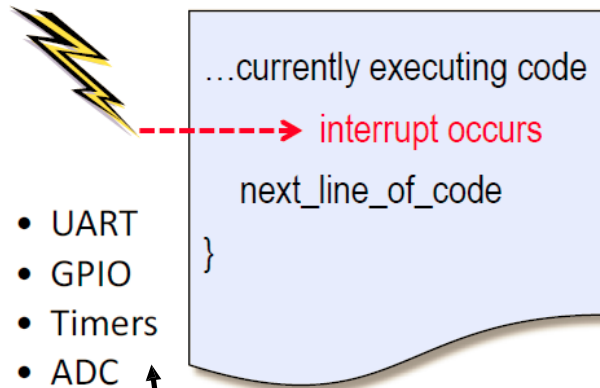 …currently executing code
interrupt occurs
next_line_of_code
}
• UART
• GPIO
• Timers
• ADC